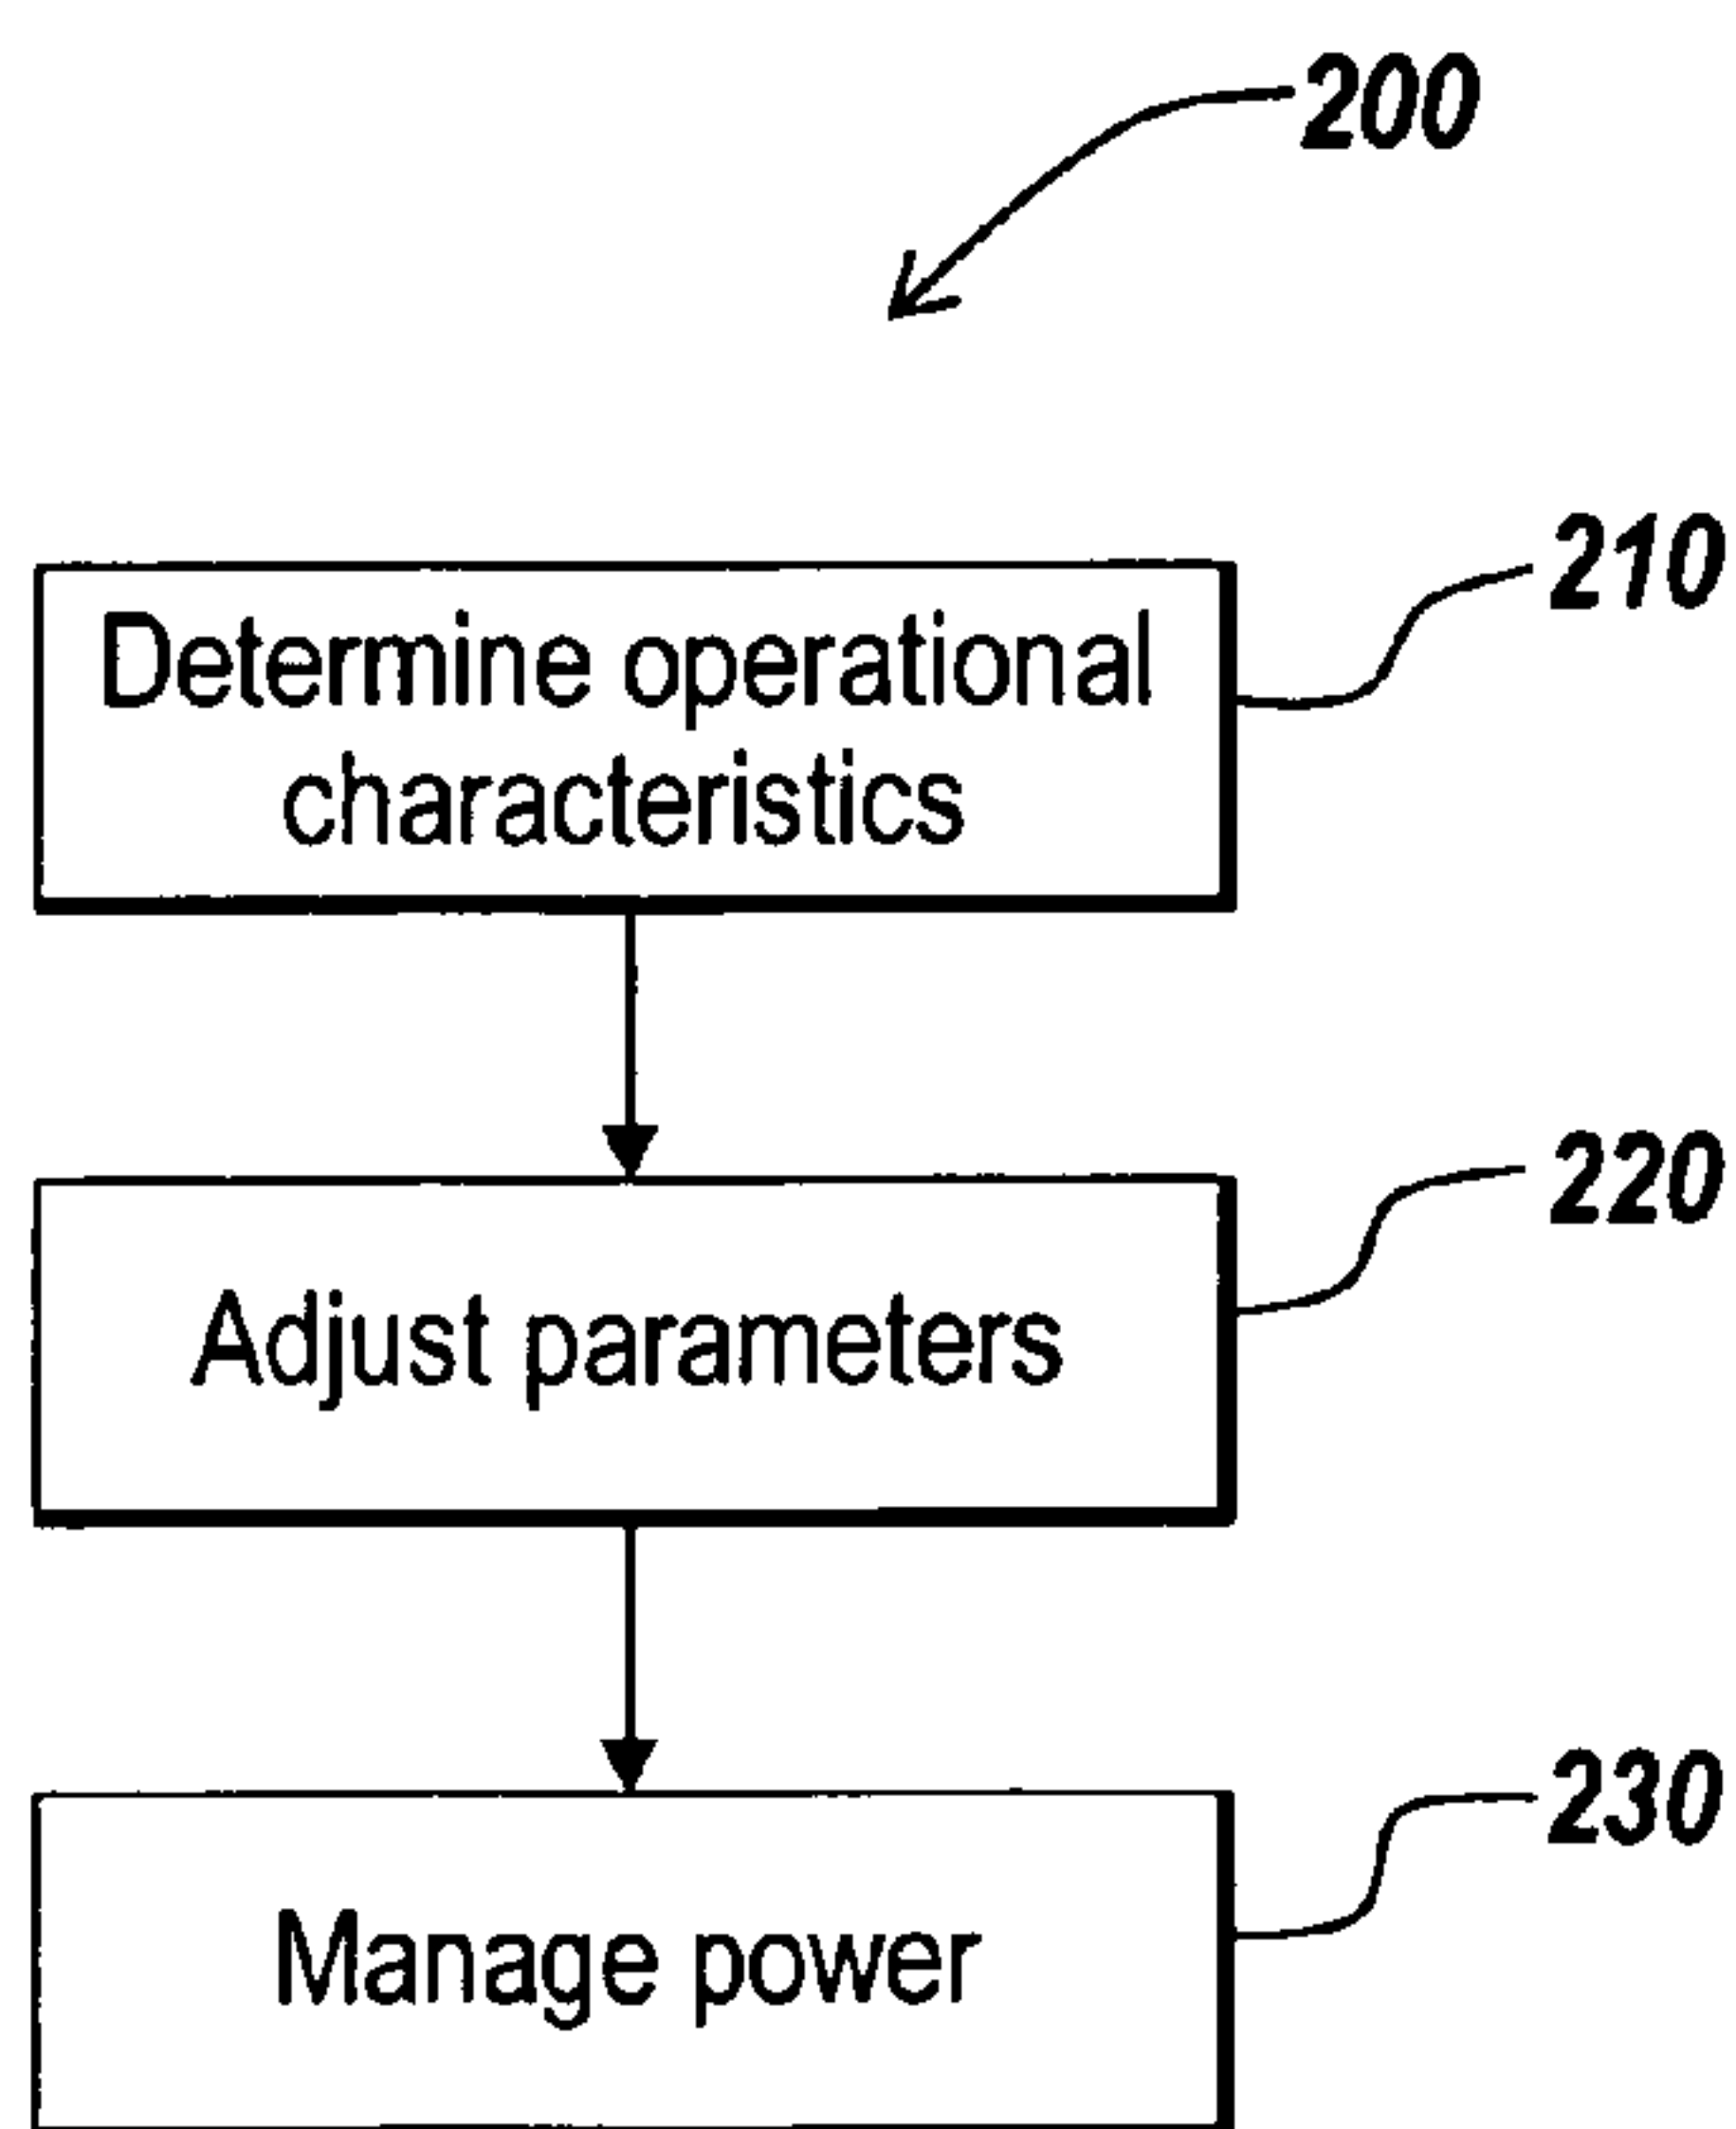 200
210
Determine operational
characteristics
220
Adjust parameters
230
Manage power